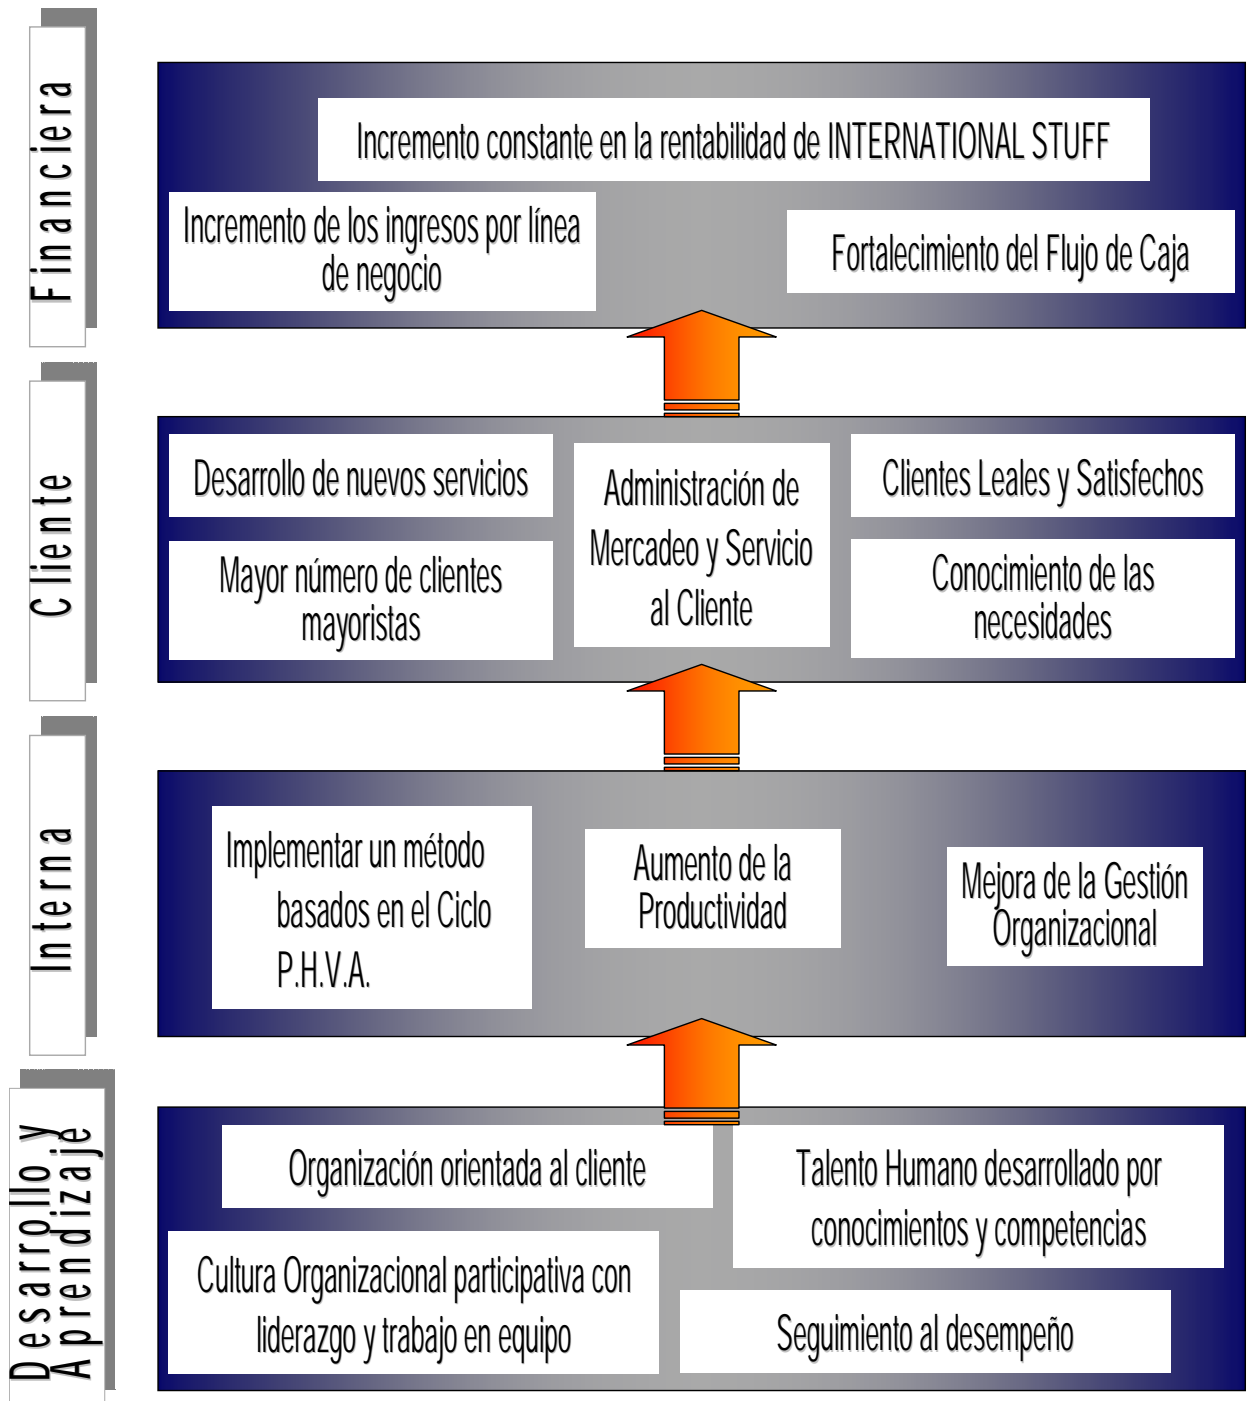 Financiera
Incremento constante en la rentabilidad de INTERNATIONAL STUFF
Incremento de los ingresos por línea
de negocio
Fortalecimiento del Flujo de Caja
Cliente
Desarrollo de nuevos servicios
Mayor número de clientes
mayoristas
Administración de
Mercadeo y Servicio
al Cliente
Clientes Leales y Satisfechos
Conocimiento de las
necesidades
Interna
Implementar un método
basados en el Ciclo
P.H.V.A.
Aumento de la
Productividad
Mejora de la Gestión
Organizacional
Desarrollo y
Aprendizaje
Organización orientada al cliente
Talento Humano desarrollado por
conocimientos y competencias
Cultura Organizacional participativa con
liderazgo y trabajo en equipo
Seguimiento al desempeño